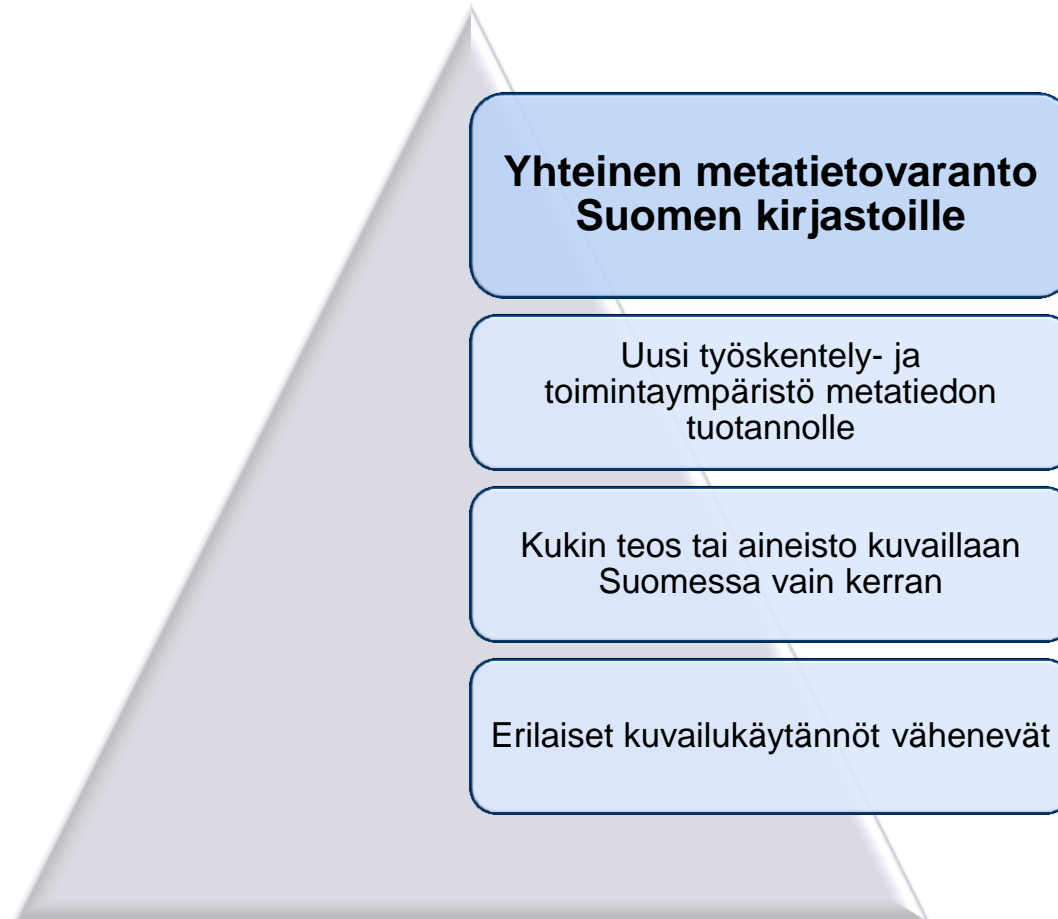 Yhteinen metatietovaranto
Suomen kirjastoille
Uusi työskentely- ja
toimintaympäristö metatiedon
tuotannolle
Kukin teos tai aineisto kuvaillaan
Suomessa vain kerran
Erilaiset kuvailukäytännöt vähenevät